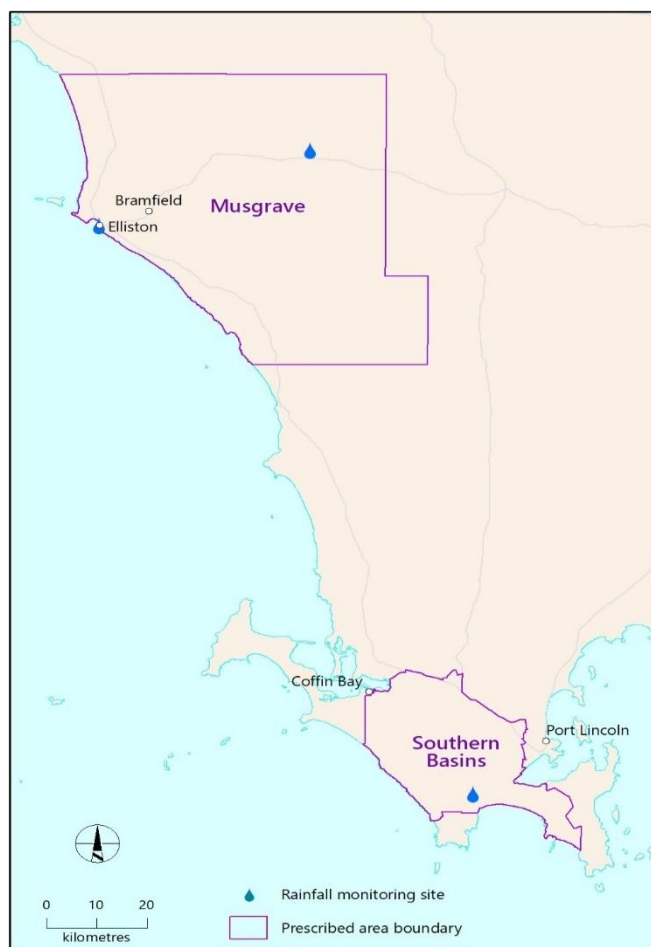 Bramfield
Musgrave
Elliston
Coffin Bay
Port Lincoln
Southern
Basins
N
Rainfall monitoring site
0 10 20
kilometres
Prescribed area boundary